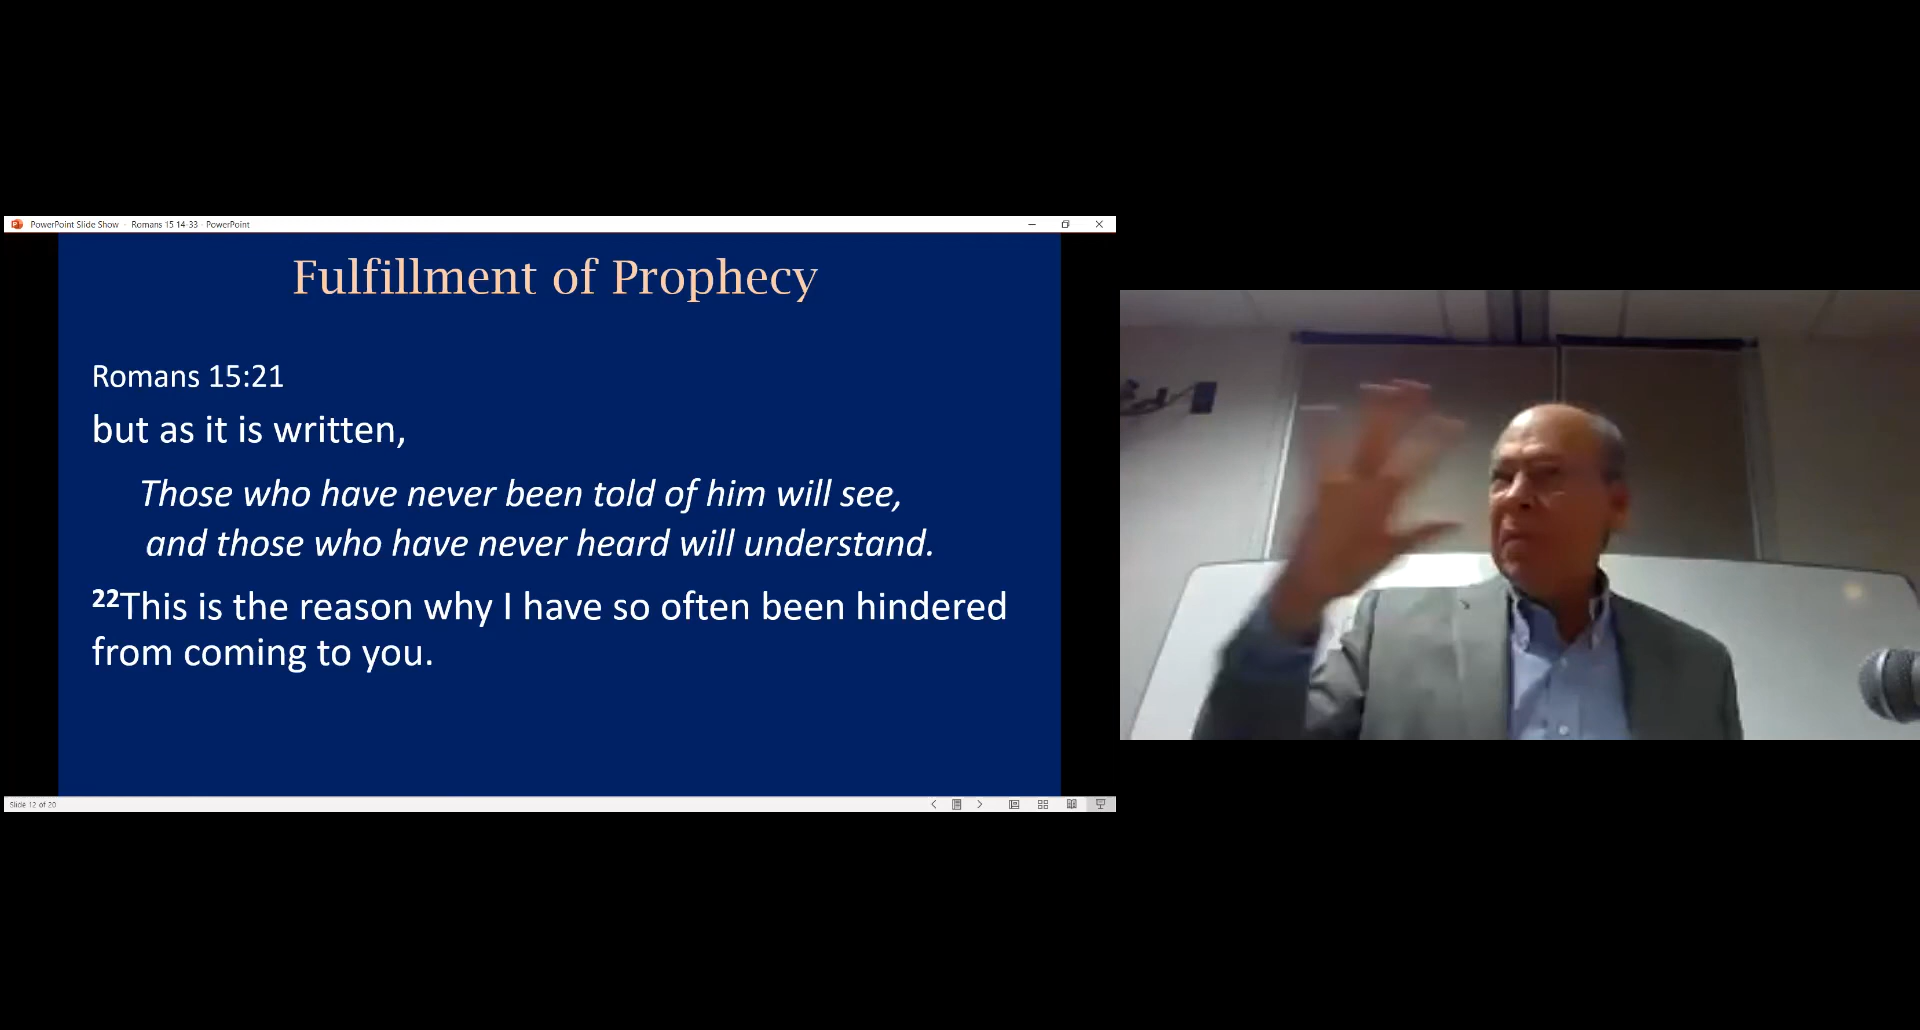 PowerPoint Slide Show - Romans 15 14-33 - PowerPoint
Fulfillment of Prophecy
Romans 15:21
but as it is written,
Those who have never been told of him will see,
and those who have never heard will understand.
22This is the reason why I have so often been hindered
from coming to you.
Slide 12 of 20